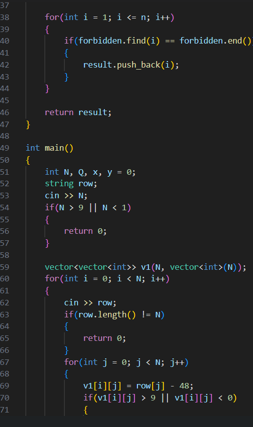 37
38 for(int i = 1; i <= n; i++)
39 {
40 if(forbidden.find(i) == forbidden.end()
41 {
42 result.push_back(i);
43 }
44 }
45
46 return result;
47 }
48
49 int main()
50 {
51 int N, Q, x, y = 0;
52 string row;
53 cin >> N;
54 if(N > 9 || N < 1)
55 {
56 return 0;
57 }
58
59 vector<vector<int>> v1(N, vector<int>(N));
60 for(int i = 0; i < N; i++)
61 {
62 cin >> row;
63 if(row.length() != N)
64 {
65 return 0;
66 }
67 for(int j = 0; j < N; j++)
68 {
69 v1[i][j] = row[j] - 48;
70 if(v1[i][j] > 9 || v1[i][j] < 0)
71 {